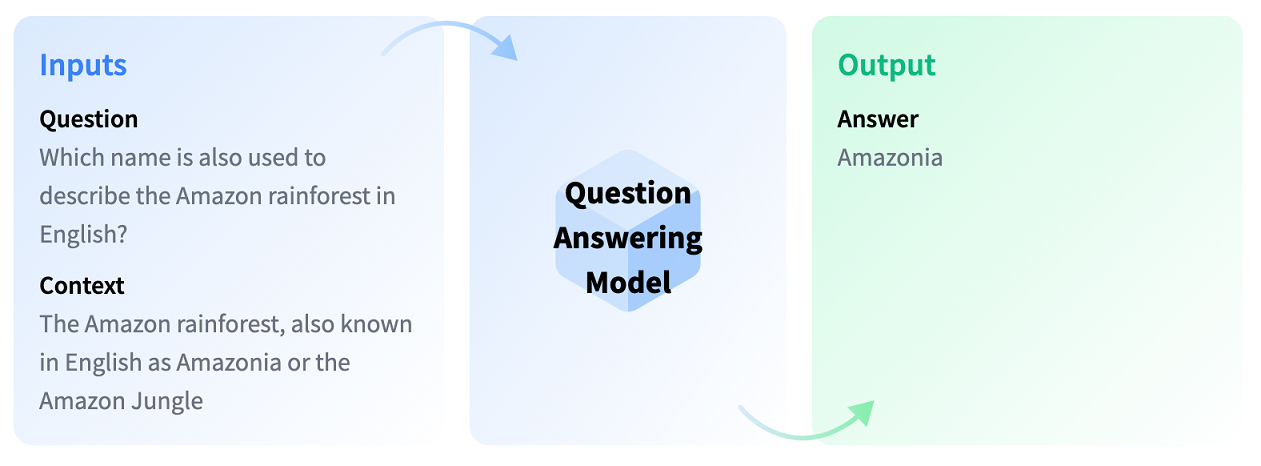 Inputs
Question
Which name is also used to
describe the Amazon rainforest in
English?
Context
The Amazon rainforest, also known
in English as Amazonia or the
Amazon Jungle
Question
Answering
Model
Output
Answer
Amazonia